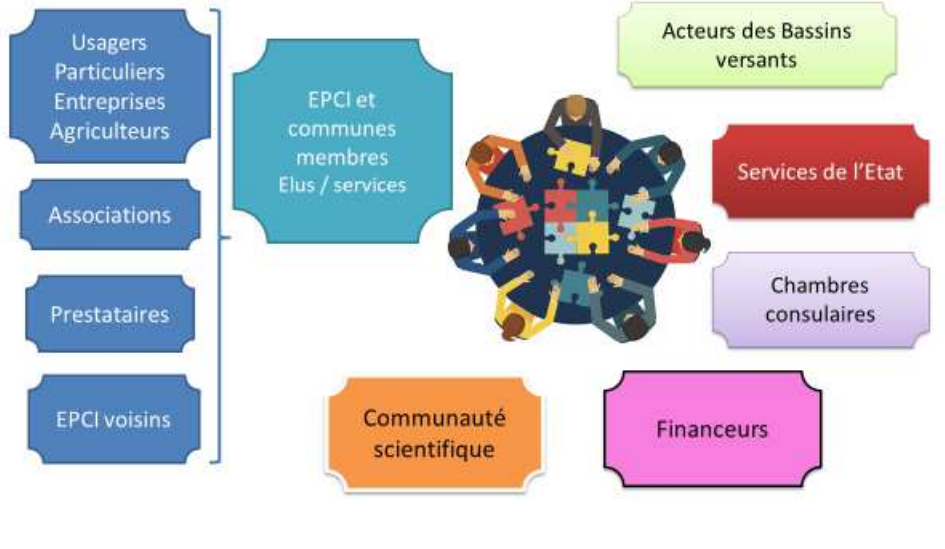 Usagers
Particuliers
Entreprises
Agriculteurs
Associations
Prestataires
EPCI voisins
EPCI et
communes
membres
Elus / services
Acteurs des Bassins
versants
Services de l'Etat
Chambres
consulaires
Financeurs
Communauté
scientifique